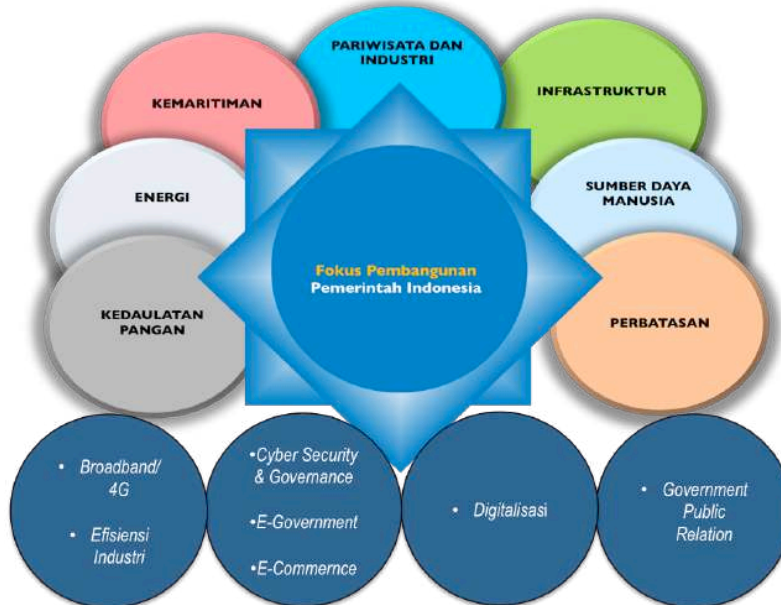 PARIWISATA DAN
INDUSTRI
KEMARITIMAN
INFRASTRUKTUR
ENERGI
SUMBER DAYA
MANUSIA
Fokus Pembangunan
Pemerintah Indonesia
KEDAULATAN
PANGAN
PERBATASAN
• Broadband/
4G
• Efisiensi
Industri
•Cyber Security
& Governance
•E-Government
•E-Commernce
• Digitalisasi
• Government
Public
Relation